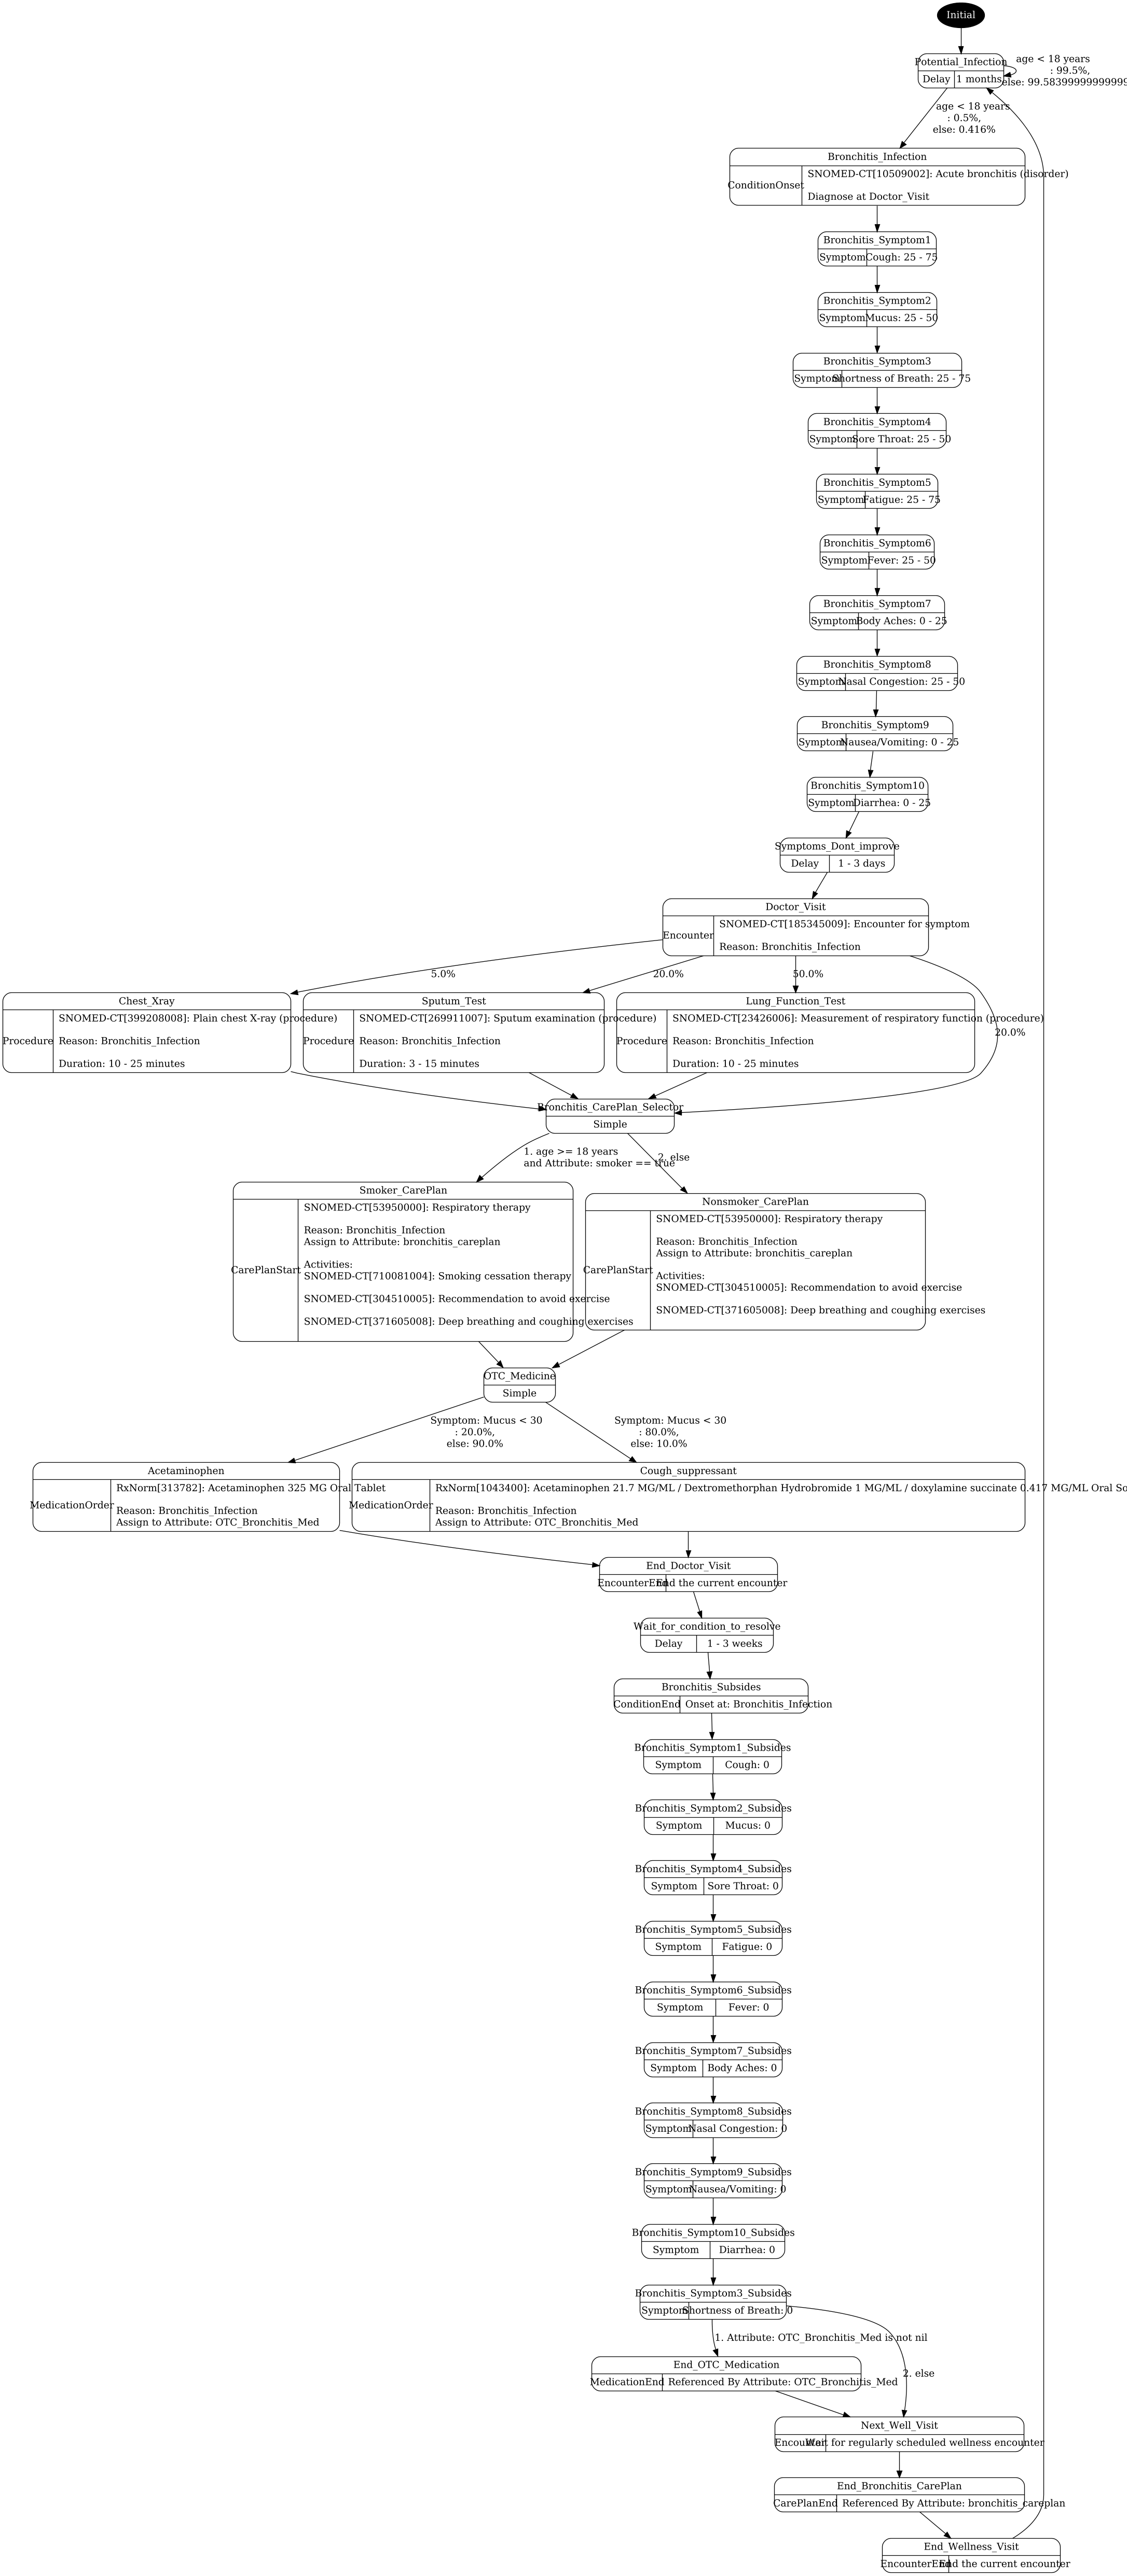 Initial
Potential_Infection
Delay 1 months
age < 18 years
: 99.5%,
else: 99.58399999999999
age < 18 years
: 0.5%,
else: 0.416%
Bronchitis_Infection
ConditionOnset
SNOMED-CT[10509002]: Acute bronchitis (disorder)
Diagnose at Doctor_Visit
Bronchitis_Symptom1
Symptom Cough: 25 - 75
Bronchitis_Symptom2
Symptom Mucus: 25 - 50
Bronchitis_Symptom3
Symptom Shortness of Breath: 25 - 75
Bronchitis_Symptom4
Symptom Sore Throat: 25 - 50
Bronchitis_Symptom5
Symptom Fatigue: 25 - 75
Bronchitis_Symptom6
Symptom Fever: 25 - 50
Bronchitis_Symptom7
Symptom Body Aches: 0 - 25
Bronchitis_Symptom8
Symptom Nasal Congestion: 25 - 50
Bronchitis_Symptom9
Symptom Nausea/Vomiting: 0 - 25
Bronchitis_Symptom10
Symptom Diarrhea: 0 - 25
Symptoms_Dont_improve
Delay 1 - 3 days
Doctor_Visit
Encounter
SNOMED-CT[185345009]: Encounter for symptom
Reason: Bronchitis_Infection
5.0%
20.0%
50.0%
20.0%
Chest_Xray
Procedure
SNOMED-CT[399208008]: Plain chest X-ray (procedure)
Reason: Bronchitis_Infection
Duration: 10 - 25 minutes
Sputum_Test
Procedure
SNOMED-CT[269911007]: Sputum examination (procedure)
Reason: Bronchitis_Infection
Duration: 3 - 15 minutes
Lung_Function_Test
Procedure
SNOMED-CT[23426006]: Measurement of respiratory function (procedure)
Reason: Bronchitis_Infection
Duration: 10 - 25 minutes
Bronchitis_CarePlan_Selector
Simple
1. age >= 18 years
and Attribute: smoker == true
2. else
Smoker_CarePlan
CarePlanStart
SNOMED-CT[53950000]: Respiratory therapy
Reason: Bronchitis_Infection
Assign to Attribute: bronchitis_careplan
Activities:
SNOMED-CT[710081004]: Smoking cessation therapy
SNOMED-CT[304510005]: Recommendation to avoid exercise
SNOMED-CT[371605008]: Deep breathing and coughing exercises
Nonsmoker_CarePlan
CarePlanStart
SNOMED-CT[53950000]: Respiratory therapy
Reason: Bronchitis_Infection
Assign to Attribute: bronchitis_careplan
Activities:
SNOMED-CT[304510005]: Recommendation to avoid exercise
SNOMED-CT[371605008]: Deep breathing and coughing exercises
OTC_Medicine
Simple
Symptom: Mucus < 30
: 20.0%,
else: 90.0%
Symptom: Mucus < 30
: 80.0%,
else: 10.0%
Acetaminophen
MedicationOrder
RxNorm[313782]: Acetaminophen 325 MG Oral Tablet
Reason: Bronchitis_Infection
Assign to Attribute: OTC_Bronchitis_Med
Cough_suppressant
MedicationOrder
RxNorm[1043400]: Acetaminophen 21.7 MG/ML / Dextromethorphan Hydrobromide 1 MG/ML / doxylamine succinate 0.417 MG/ML Oral So
Reason: Bronchitis_Infection
Assign to Attribute: OTC_Bronchitis_Med
End_Doctor_Visit
EncounterEnd End the current encounter
Wait_for_condition_to_resolve
Delay 1 - 3 weeks
Bronchitis_Subsides
ConditionEnd Onset at: Bronchitis_Infection
Bronchitis_Symptom1_Subsides
Symptom Cough: 0
Bronchitis_Symptom2_Subsides
Symptom Mucus: 0
Bronchitis_Symptom4_Subsides
Symptom Sore Throat: 0
Bronchitis_Symptom5_Subsides
Symptom Fatigue: 0
Bronchitis_Symptom6_Subsides
Symptom Fever: 0
Bronchitis_Symptom7_Subsides
Symptom Body Aches: 0
Bronchitis_Symptom8_Subsides
Symptom Nasal Congestion: 0
Bronchitis_Symptom9_Subsides
Symptom Nausea/Vomiting: 0
Bronchitis_Symptom10_Subsides
Symptom Diarrhea: 0
Bronchitis_Symptom3_Subsides
Symptom Shortness of Breath: 0
1. Attribute: OTC_Bronchitis_Med is not nil
2. else
End_OTC_Medication
MedicationEnd Referenced By Attribute: OTC_Bronchitis_Med
Next_Well_Visit
Encounter Wait for regularly scheduled wellness encounter
End_Bronchitis_CarePlan
CarePlanEnd Referenced By Attribute: bronchitis_careplan
End_Wellness_Visit
EncounterEnd End the current encounter